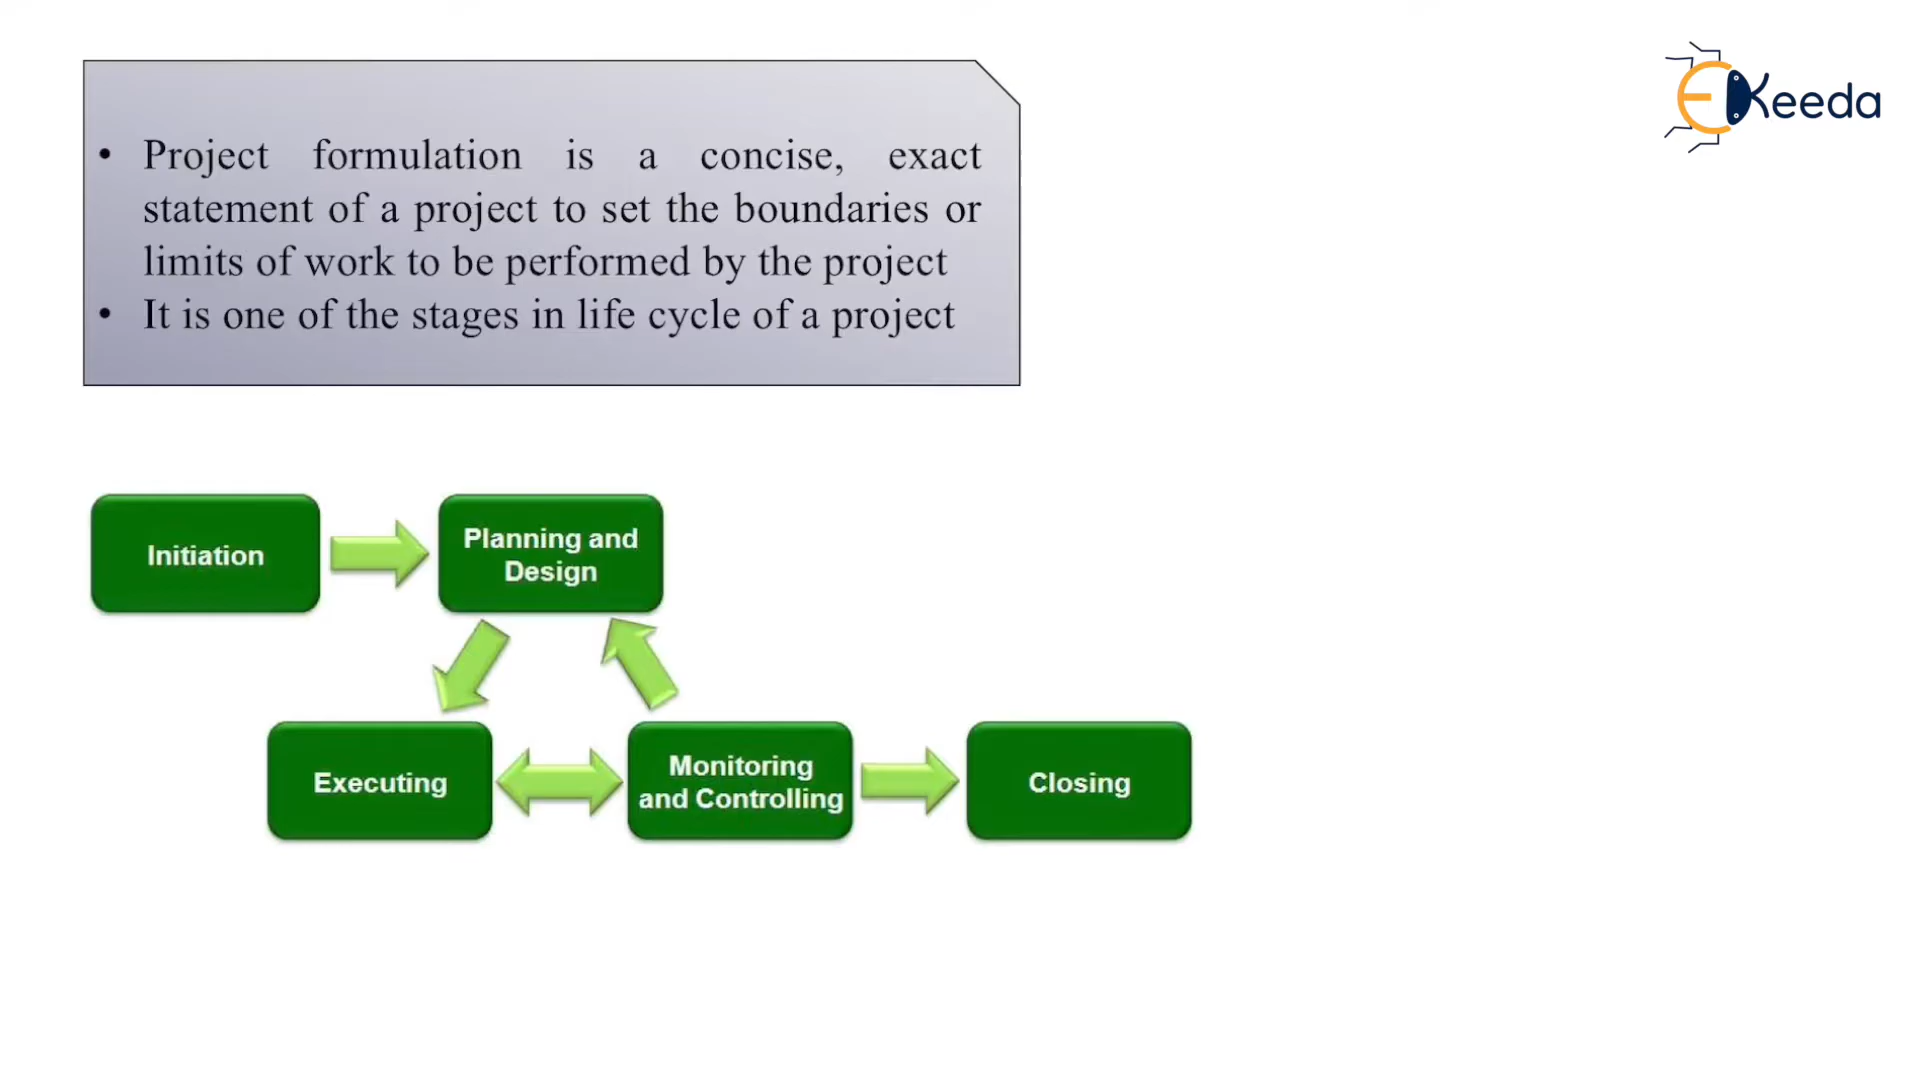 EKeeda
• Project formulation is a concise, exact
statement of a project to set the boundaries or
limits of work to be performed by the project
• It is one of the stages in life cycle of a project
Initiation
Planning and
Design
Executing
Monitoring
and Controlling
Closing